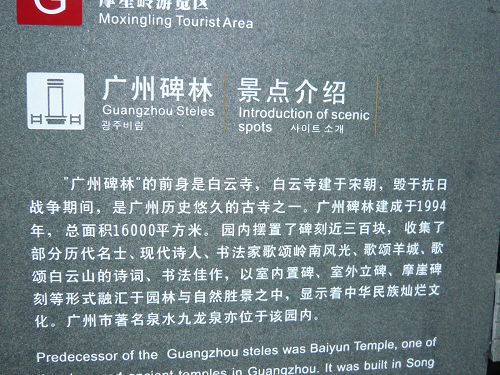 G
摩星岭游览区
Moxingling Tourist Area
广州碑林
Guangzhou Steles
광주비림
景点介绍
Introduction of scenic
spots 사이트 소개
"广州碑林"的前身是白云寺，白云寺建于宋朝，毁于抗日
战争期间，是广州历史悠久的古寺之一。广州碑林建成于1994
年，总面积16000平方米。园内摆置了碑刻近三百块，收集了
部分历代名士、现代诗人、书法家歌颂岭南风光、歌颂羊城、歌
颂白云山的诗词，书法佳作，以室内置碑、室外立碑、摩崖碑
刻等形式融汇于园林与自然胜景之中，显示着中华民族灿烂文
化。广州市著名泉水九龙泉亦位于该园内。
Predecessor of the Guangzhou steles was Baiyun Temple, one of
ancient temples in Guangzhou. It was built in Song